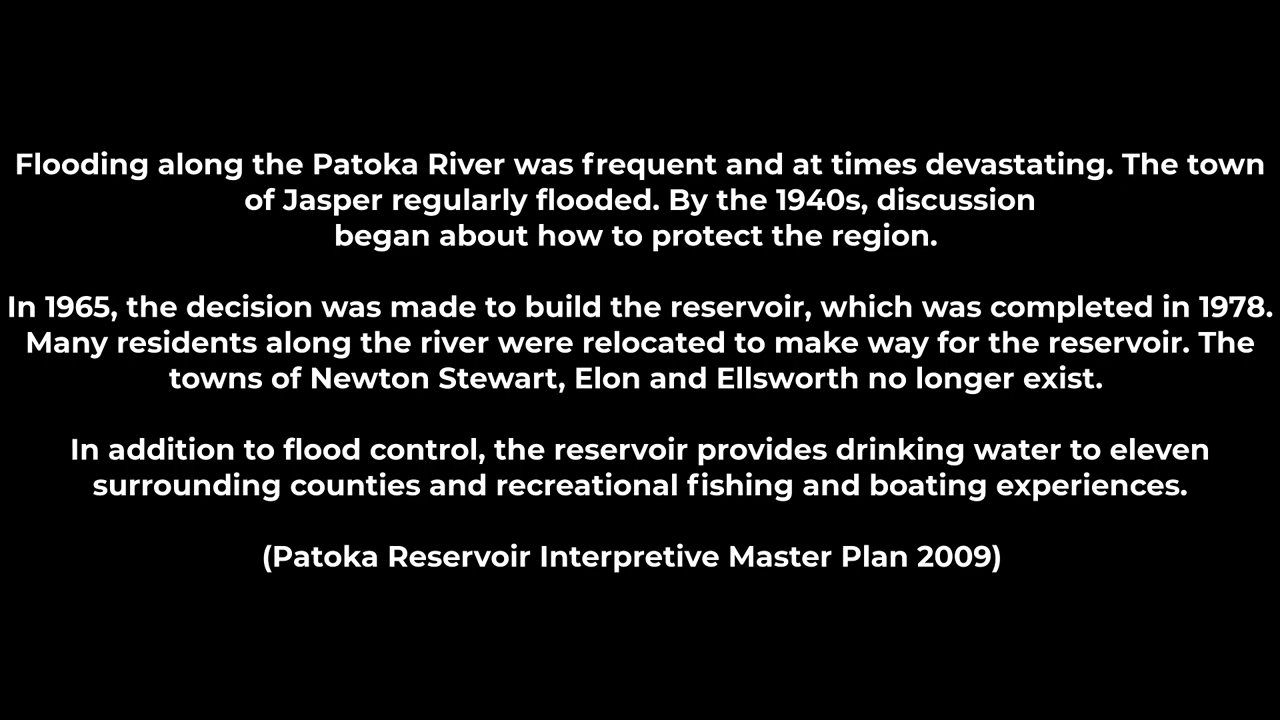 Flooding along the Patoka River was frequent and at times devastating. The town
of Jasper regularly flooded. By the 1940s, discussion
began about how to protect the region.
In 1965, the decision was made to build the reservoir, which was completed in 1978.
Many residents along the river were relocated to make way for the reservoir. The
towns of Newton Stewart, Elon and Ellsworth no longer exist.
In addition to flood control, the reservoir provides drinking water to eleven
surrounding counties and recreational fishing and boating experiences.
(Patoka Reservoir Interpretive Master Plan 2009)